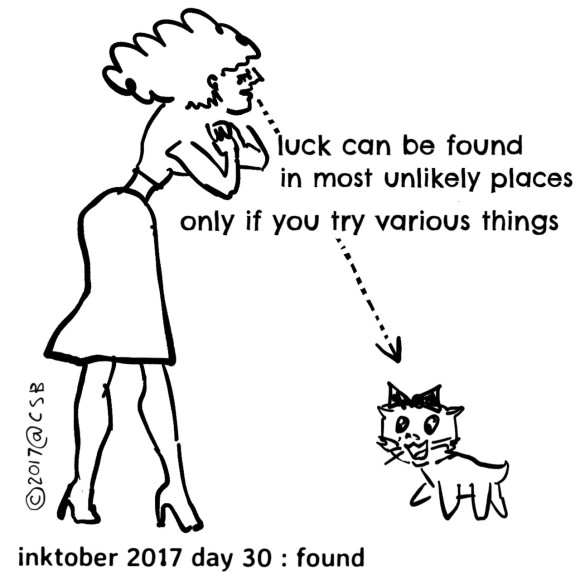 luck can be found
in most unlikely places
only if you try various things
©2017@CSB
inktober 2017 day 30 : found